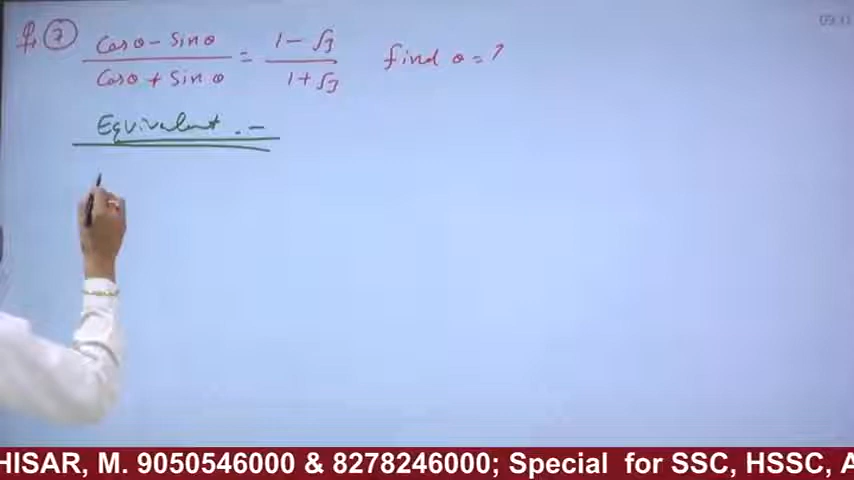 Q. 7 cosθ - sinθ / cosθ + sinθ = 1 - √3 / 1 + √3 find θ = ?
Equivalent . -
HISAR, M. 9050546000 & 8278246000; Special for SSC, HSSC, A